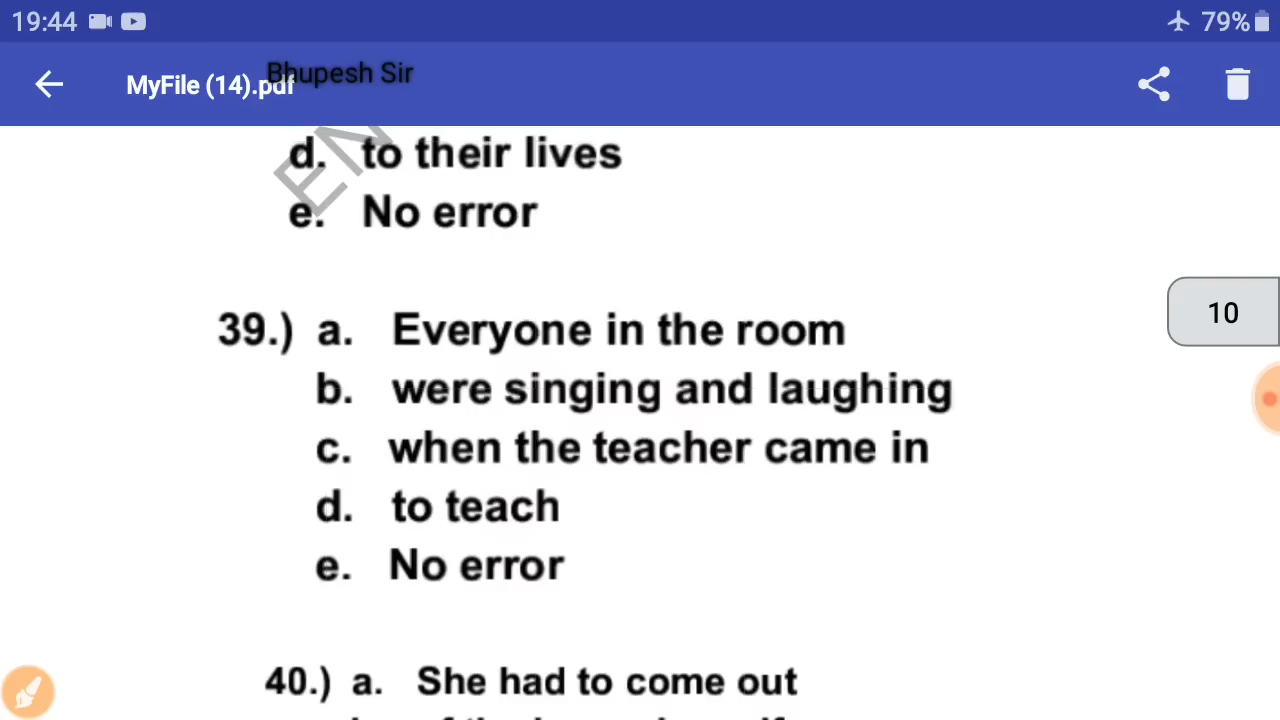 19:44 79%
MyFile (14).pdf Bhupesh Sir
EN
d. to their lives
e. No error
10
39.) a. Everyone in the room
b. were singing and laughing
c. when the teacher came in
d. to teach
e. No error
40.) a. She had to come out